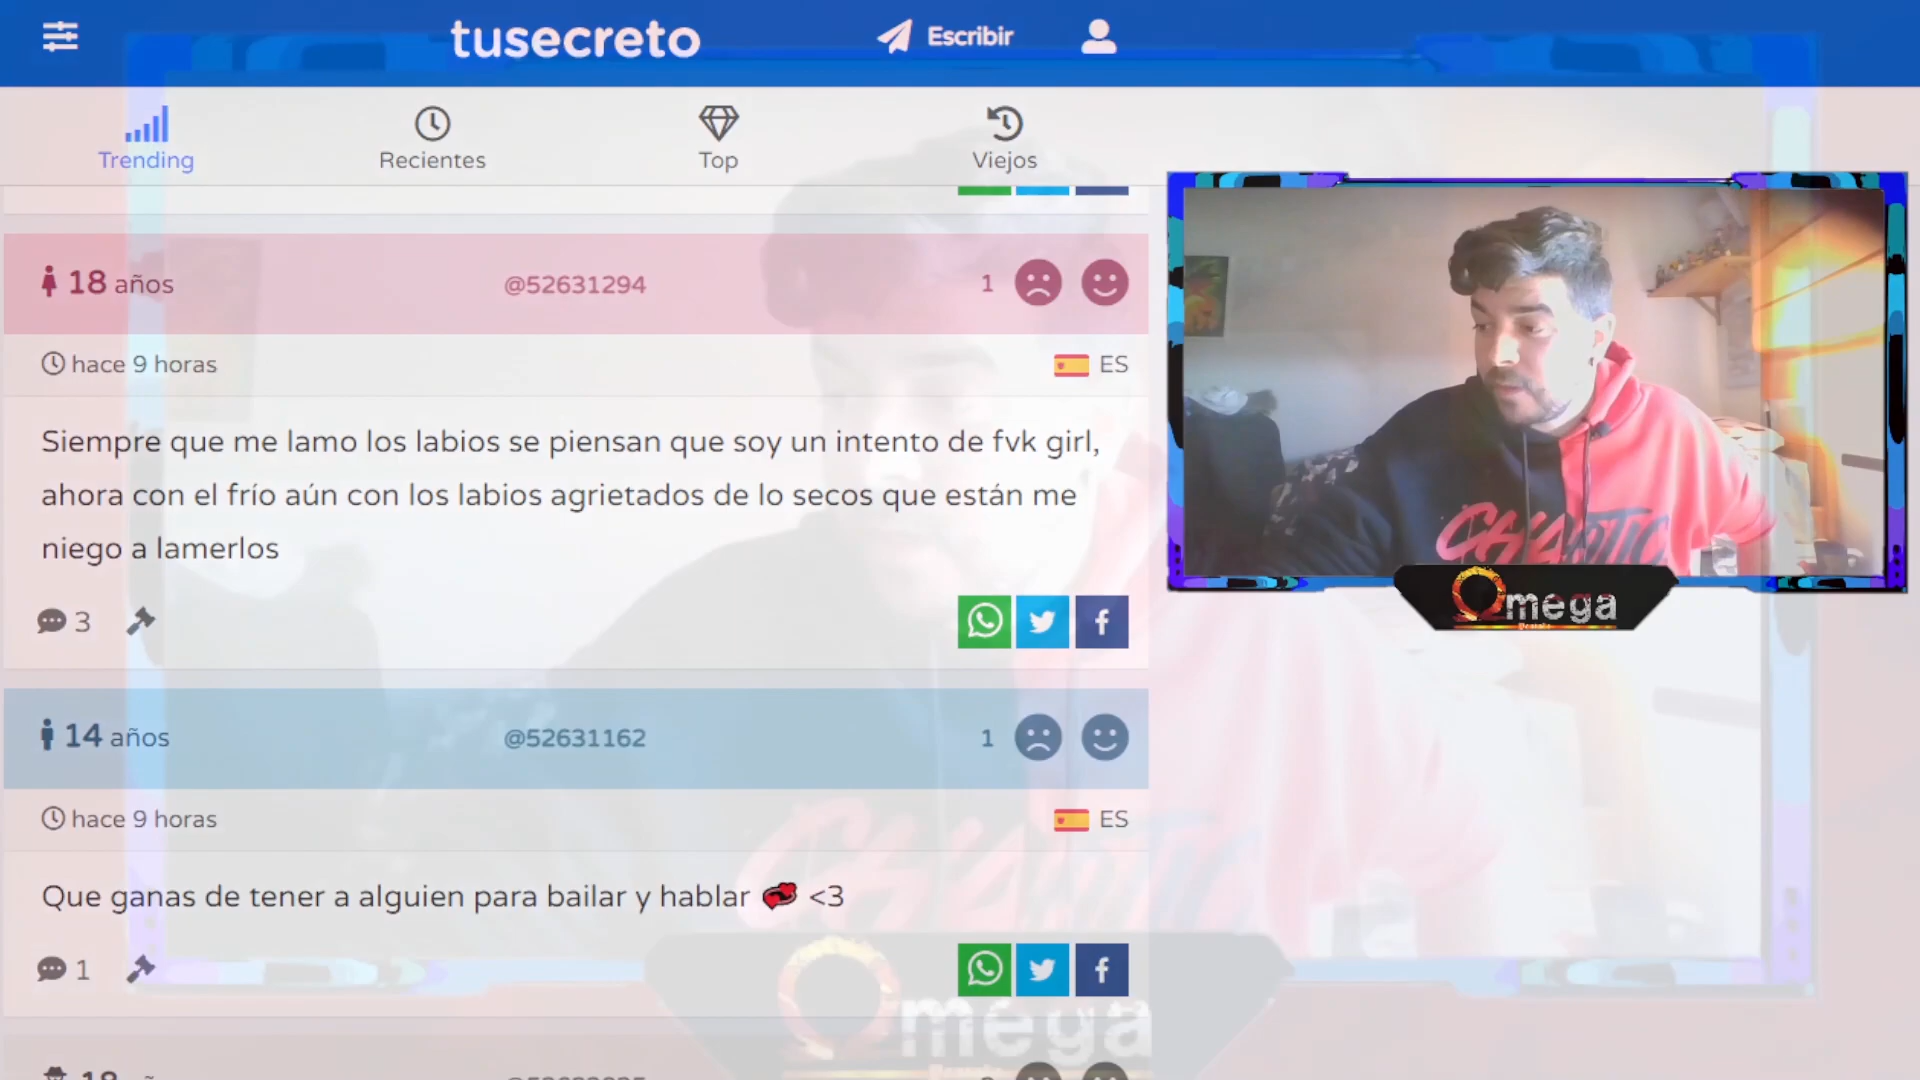 tusecreto
Escribir
Trending
Recientes
Top
Viejos
18 años
@52631294
1
hace 9 horas
ES
Siempre que me lamo los labios se piensan que soy un intento de fvk girl,
ahora con el frío aún con los labios agrietados de lo secos que están me
niego a lamerlos
3
14 años
@52631162
1
hace 9 horas
ES
Que ganas de tener a alguien para bailar y hablar 💞 <3
1
CHAOTIC
Omega
Omega